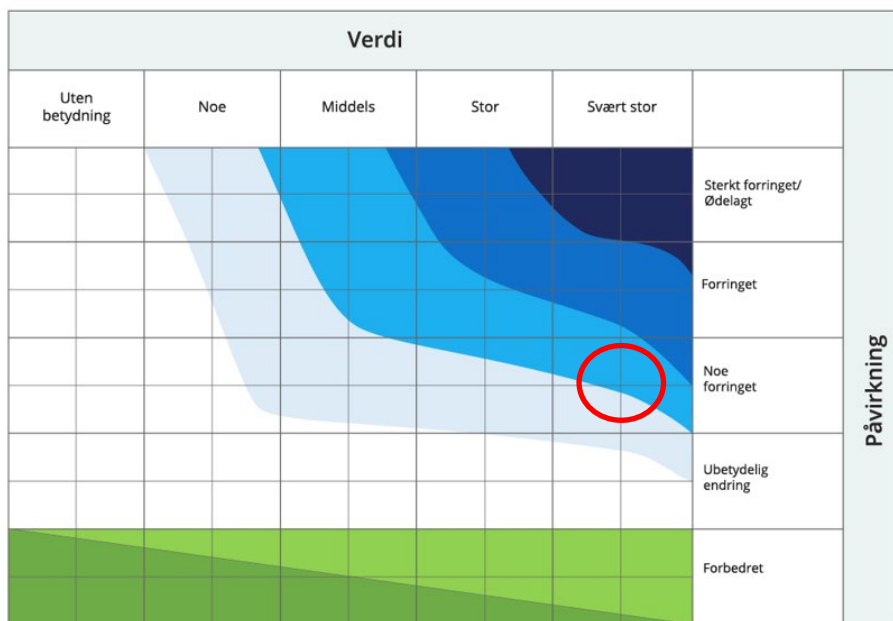 Verdi
Uten
betydning
Noe
Middels
Stor
Svært stor
Sterkt forringet/
Ødelagt
Forringet
Noe
forringet
Ubetydelig
endring
Forbedret
Påvirkning